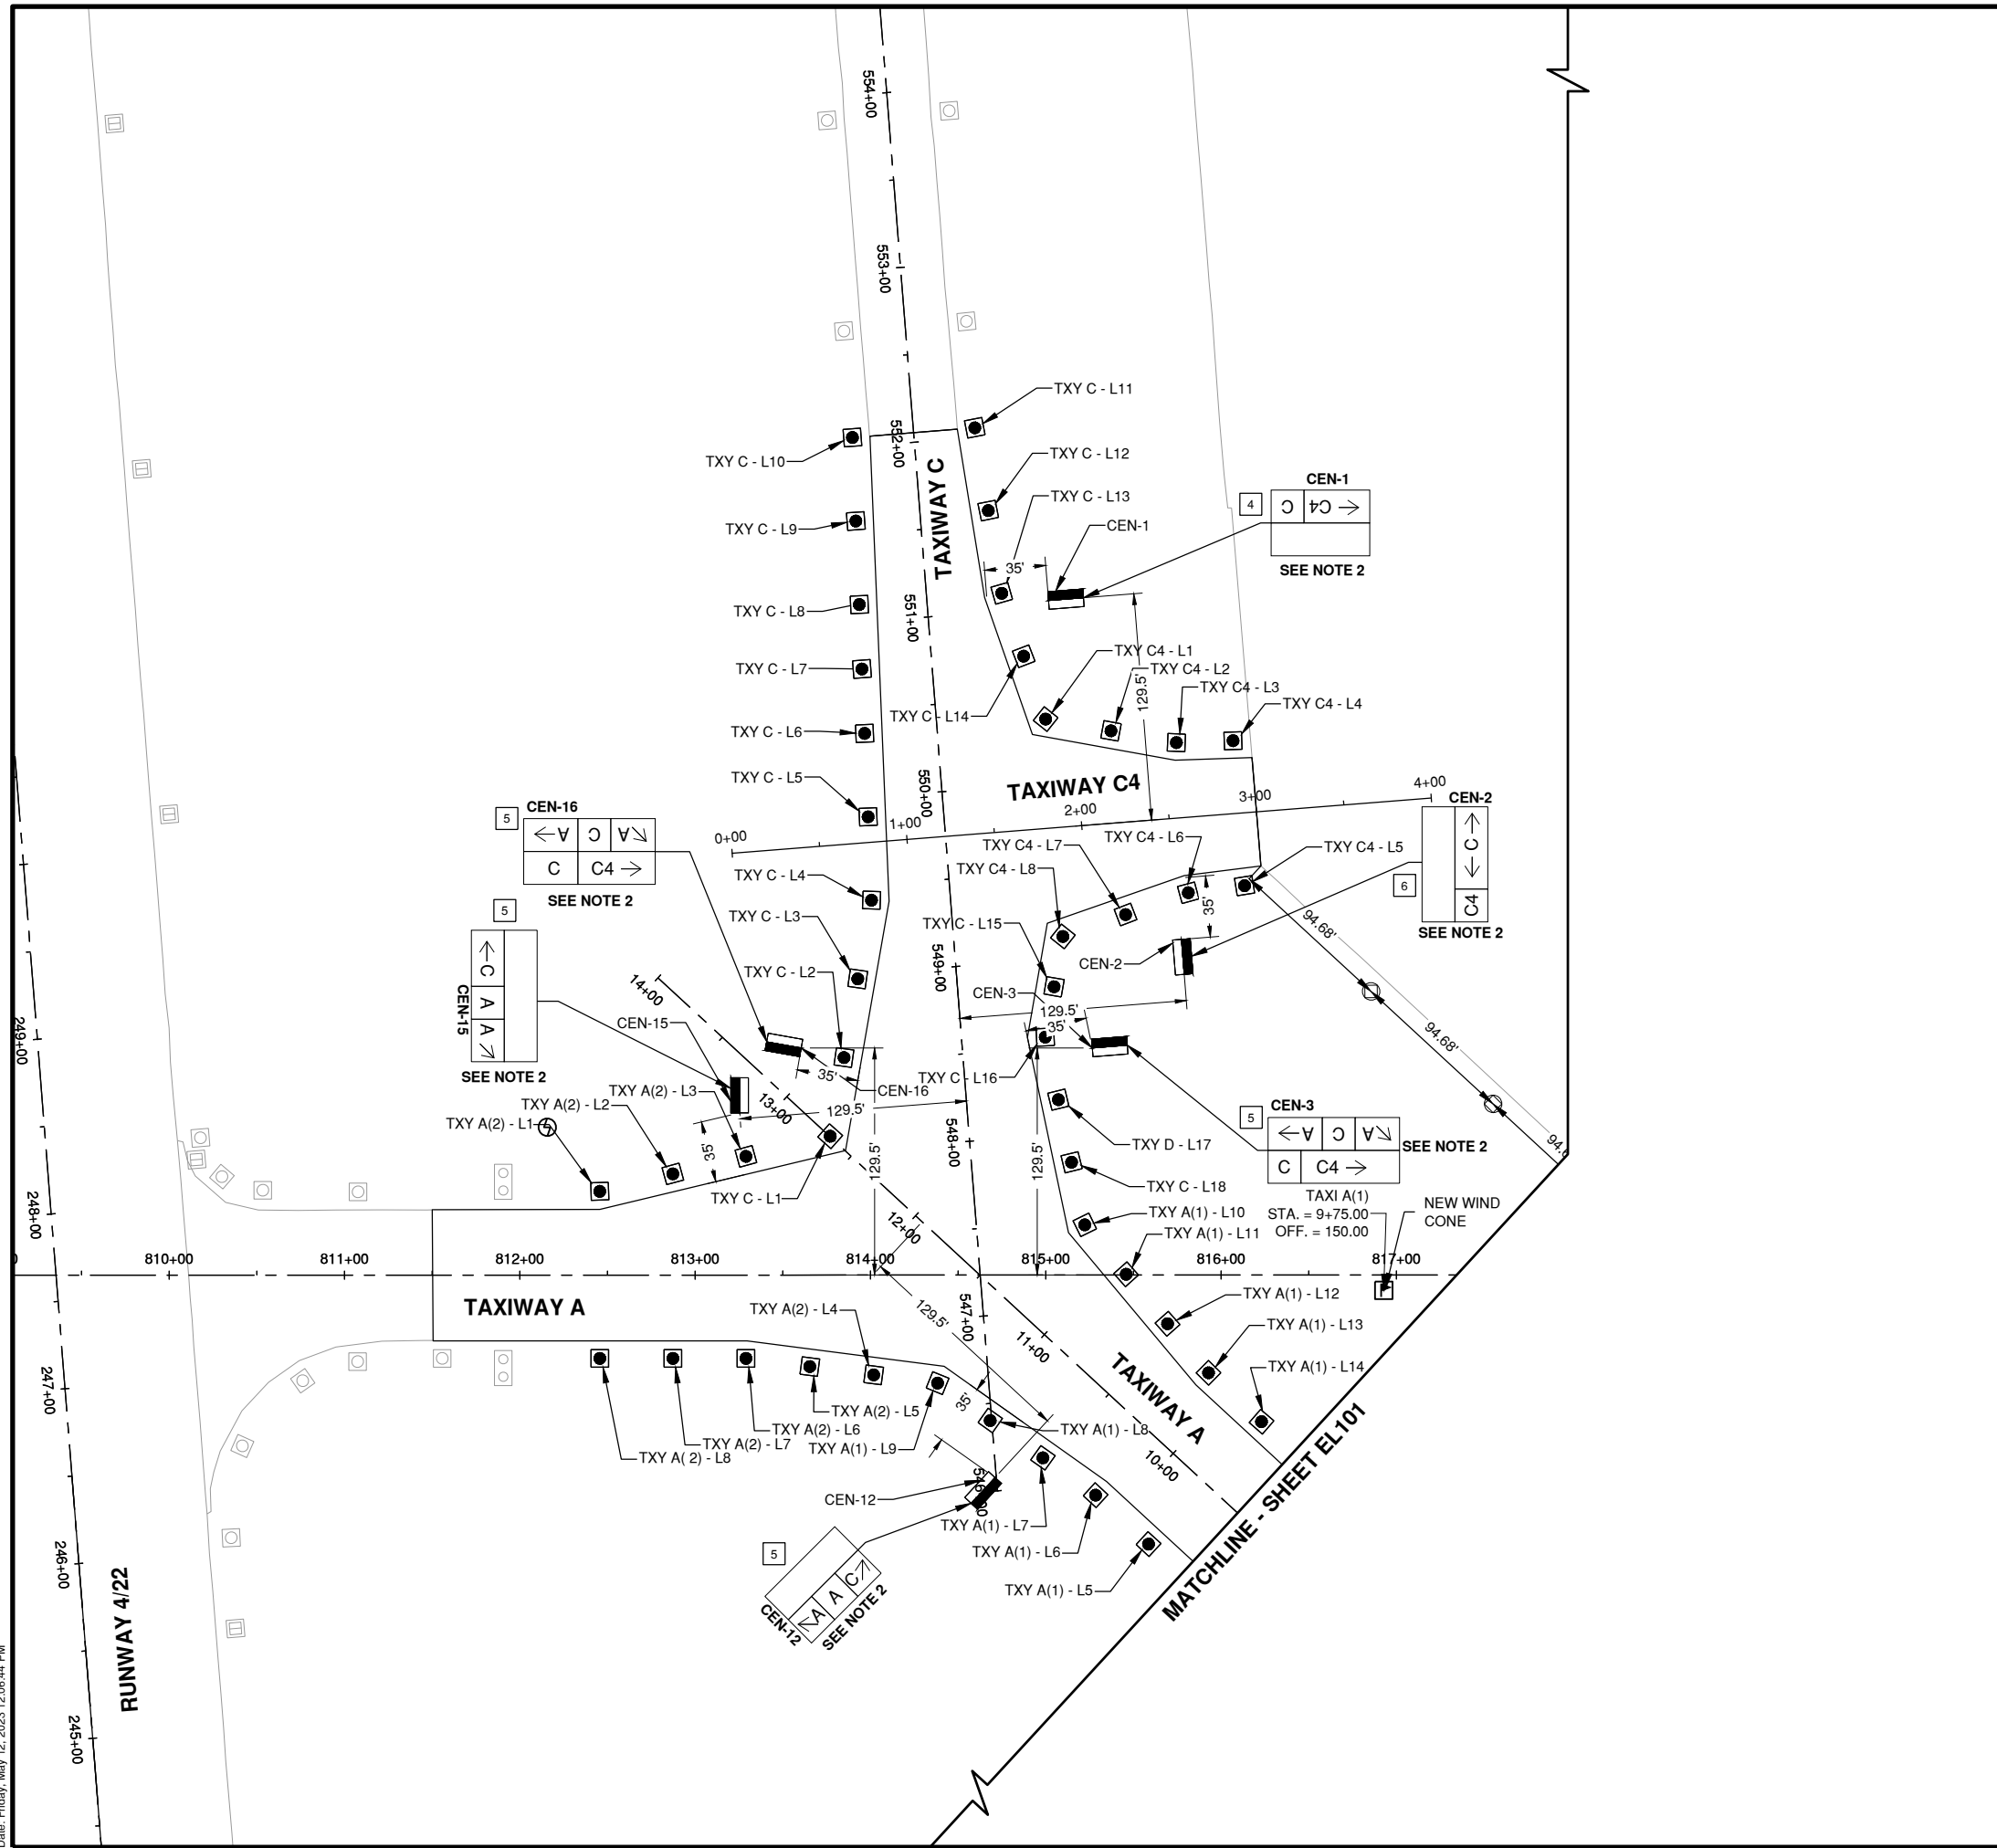 554+00
553+00
552+00
551+00
550+00
549+00
548+00
547+00
TAXIWAY C
TXY C - L11
TXY C - L12
TXY C - L13
TXY C - L10
TXY C - L9
TXY C - L8
TXY C - L7
TXY C - L6
TXY C - L5
TXY C - L4
TXY C - L3
TXY C - L2
CEN-1
35'
CEN-1
4
C C4 ←
SEE NOTE 2
TXY C4 - L1
TXY C4 - L2
TXY C4 - L3
TXY C4 - L4
TXY C - L14
129.5'
TAXIWAY C4
0+00
1+00
2+00
3+00
4+00
CEN-16
5
← A C A ↖
C C4 →
SEE NOTE 2
5
← C A A ↗
CEN-15
SEE NOTE 2
CEN-2
← C →
C4
6
SEE NOTE 2
TXY C4 - L7
TXY C4 - L6
TXY C4 - L5
TXY C4 - L8
TXY C - L15
35'
CEN-2
CEN-3
129.5'
35'
TXY C - L16
94.68'
94.68'
14+00
13+00
12+00
11+00
10+00
CEN-15
35'
CEN-16
129.5'
TXY A(2) - L3
TXY A(2) - L2
TXY A(2) - L1
35'
TXY C - L1
129.5'
129.5'
TXY D - L17
TXY C - L18
TXY A(1) - L10
TXY A(1) - L11
5
CEN-3
← A C A ↖
C C4 →
SEE NOTE 2
TAXI A(1)
STA. = 9+75.00
OFF. = 150.00
NEW WIND
CONE
249+00
248+00
247+00
246+00
245+00
810+00
811+00
812+00
813+00
814+00
815+00
816+00
817+00
TAXIWAY A
TXY A(2) - L4
129.5'
TXY A(1) - L12
TXY A(1) - L13
TXY A(1) - L14
TAXIWAY A
TXY A(2) - L5
TXY A(2) - L6
TXY A(2) - L7
TXY A( 2) - L8
TXY A(1) - L9
35'
TXY A(1) - L8
CEN-12
TXY A(1) - L7
TXY A(1) - L6
TXY A(1) - L5
5
← A A C ↗
CEN-12
SEE NOTE 2
MATCHLINE - SHEET EL101
RUNWAY 4/22